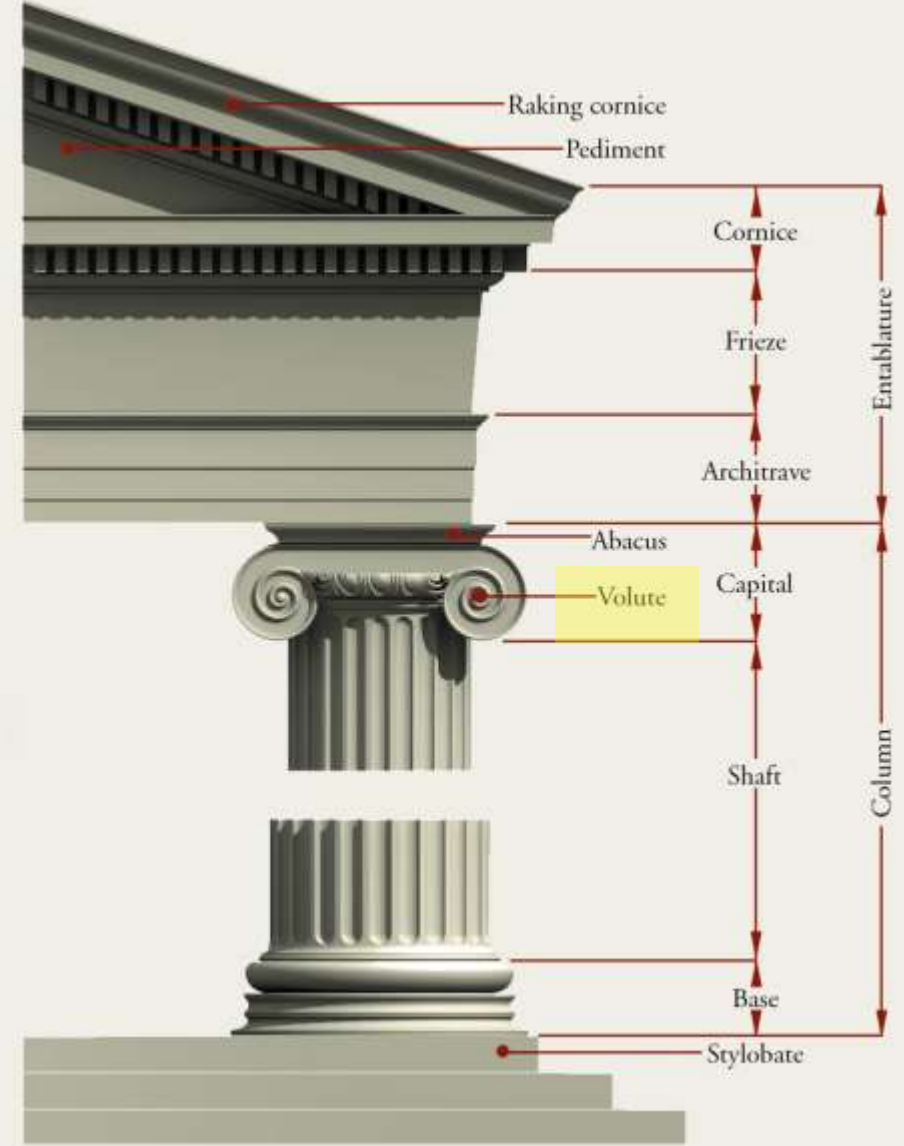 Raking cornice
Pediment
Cornice
Frieze
Entablature
Architrave
Abacus
Capital
Volute
Shaft
Column
Base
Stylobate